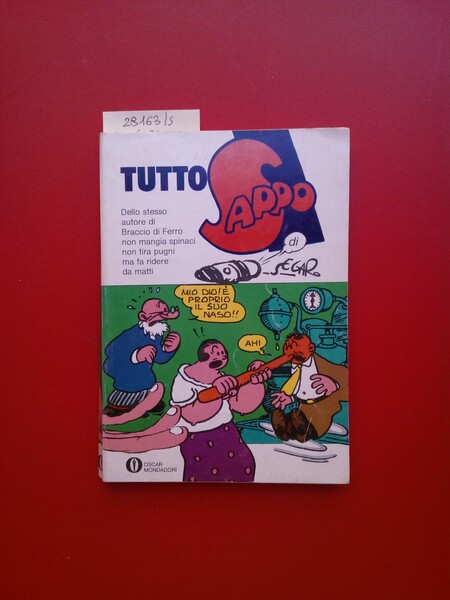 28163/S
TUTTO
SAPPO
di
SEGAR
Dello stesso
autore di
Braccio di Ferro
non mangia spinaci
non tira pugni
ma fa ridere
da matti
MIO DIO! È
PROPRIO
IL SUO
NASO!!
AHI!
OSCAR
MONDADORI